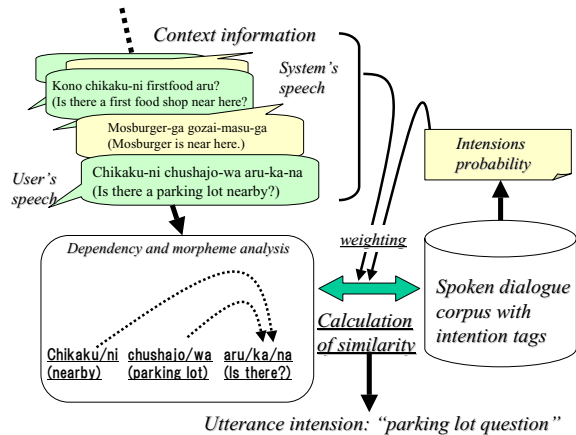 Context information
System's
speech
Kono chikaku-ni firstfood aru?
(Is there a first food shop near here?
Mosburger-ga gozai-masu-ga
(Mosburger is near here.)
User's
speech
Chikaku-ni chushajo-wa aru-ka-na
(Is there a parking lot nearby?)
Intensions
probability
Dependency and morpheme analysis
weighting
Chikaku/ni chushajo/wa aru/ka/na
(nearby) (parking lot) (Is there?)
Calculation
of similarity
Spoken dialogue
corpus with
intention tags
Utterance intension: "parking lot question"